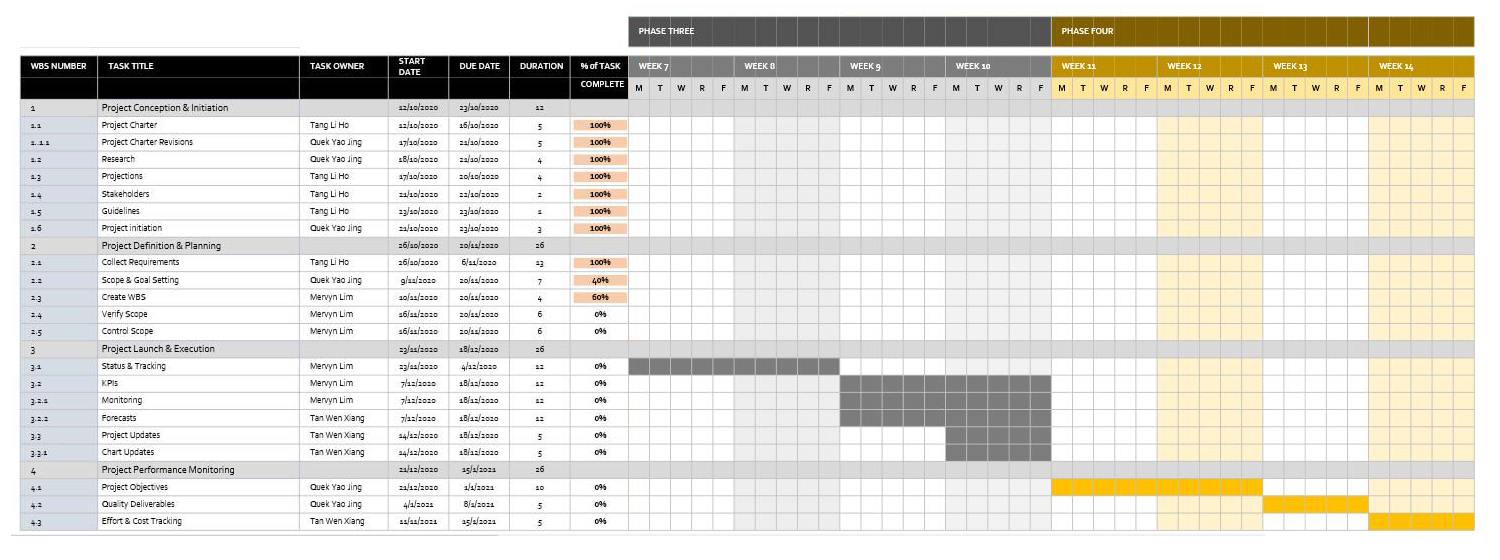 PHASE THREE PHASE FOUR
WBS NUMBER TASK TITLE TASK OWNER START DATE DUE DATE DURATION % of TASK COMPLETE WEEK 7 WEEK 8 WEEK 9 WEEK 10 WEEK 11 WEEK 12 WEEK 13 WEEK 14
M T W R F M T W R F M T W R F M T W R F M T W R F M T W R F M T W R F M T W R F
1 Project Conception & Initiation 12/10/2020 23/10/2020 12
1.1 Project Charter Tang Li Ho 12/10/2020 16/10/2020 5 100%
1.1.1 Project Charter Revisions Quek Yao Jing 17/10/2020 21/10/2020 5 100%
1.2 Research Quek Yao Jing 18/10/2020 21/10/2020 4 100%
1.3 Projections Tang Li Ho 17/10/2020 20/10/2020 4 100%
1.4 Stakeholders Tang Li Ho 21/10/2020 22/10/2020 2 100%
1.5 Guidelines Tang Li Ho 23/10/2020 23/10/2020 1 100%
1.6 Project initiation Quek Yao Jing 21/10/2020 23/10/2020 3 100%
2 Project Definition & Planning 26/10/2020 20/11/2020 26
2.1 Collect Requirements Tang Li Ho 26/10/2020 6/11/2020 13 100%
2.2 Scope & Goal Setting Quek Yao Jing 9/11/2020 20/11/2020 7 40%
2.3 Create WBS Mervyn Lim 10/11/2020 20/11/2020 4 60%
2.4 Verify Scope Mervyn Lim 16/11/2020 20/11/2020 6 0%
2.5 Control Scope Mervyn Lim 16/11/2020 20/11/2020 6 0%
3 Project Launch & Execution 23/11/2020 18/12/2020 26
3.1 Status & Tracking Mervyn Lim 23/11/2020 4/12/2020 12 0%
3.2 KPIs Mervyn Lim 7/12/2020 18/12/2020 12 0%
3.2.1 Monitoring Mervyn Lim 7/12/2020 18/12/2020 12 0%
3.2.2 Forecasts Tan Wen Xiang 7/12/2020 18/12/2020 12 0%
3.3 Project Updates Tan Wen Xiang 14/12/2020 18/12/2020 5 0%
3.3.1 Chart Updates Tan Wen Xiang 14/12/2020 18/12/2020 5 0%
4 Project Performance Monitoring 21/12/2020 15/1/2021 26
4.1 Project Objectives Quek Yao Jing 21/12/2020 1/1/2021 10 0%
4.2 Quality Deliverables Quek Yao Jing 4/1/2021 8/1/2021 5 0%
4.3 Effort & Cost Tracking Tan Wen Xiang 11/11/2021 15/1/2021 5 0%